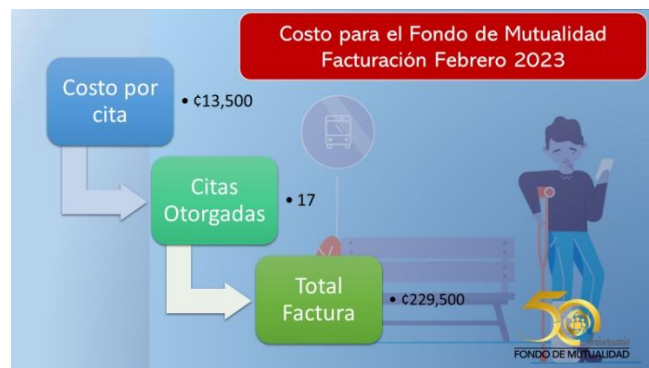 Costo para el Fondo de Mutualidad
Facturación Febrero 2023
Costo por
cita
• ¢13,500
Citas
Otorgadas
• 17
Total
Factura
• ¢229,500
50
FONDO DE MUTUALIDAD